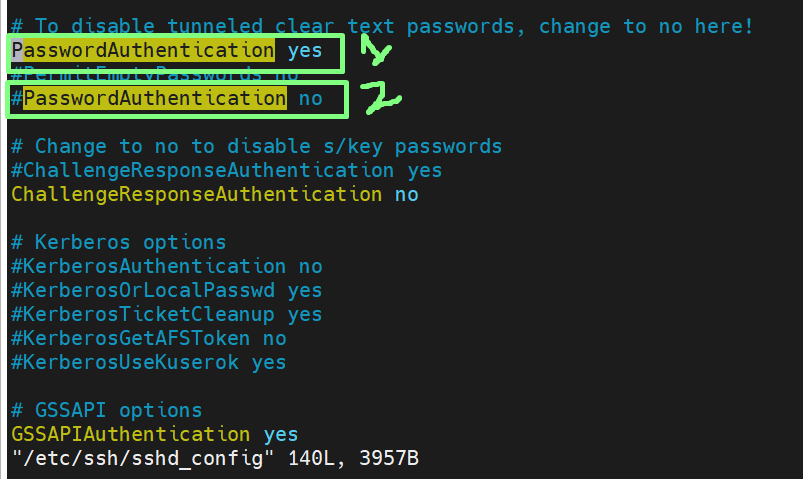 # To disable tunneled clear text passwords, change to no here!
PasswordAuthentication yes
#PermitEmptyPasswords no
#PasswordAuthentication no
2
# Change to no to disable s/key passwords
#ChallengeResponseAuthentication yes
ChallengeResponseAuthentication no
# Kerberos options
#KerberosAuthentication no
#KerberosOrLocalPasswd yes
#KerberosTicketCleanup yes
#KerberosGetAFSToken no
#KerberosUseKuserok yes
# GSSAPI options
GSSAPIAuthentication yes
"/etc/ssh/sshd_config" 140L, 3957B